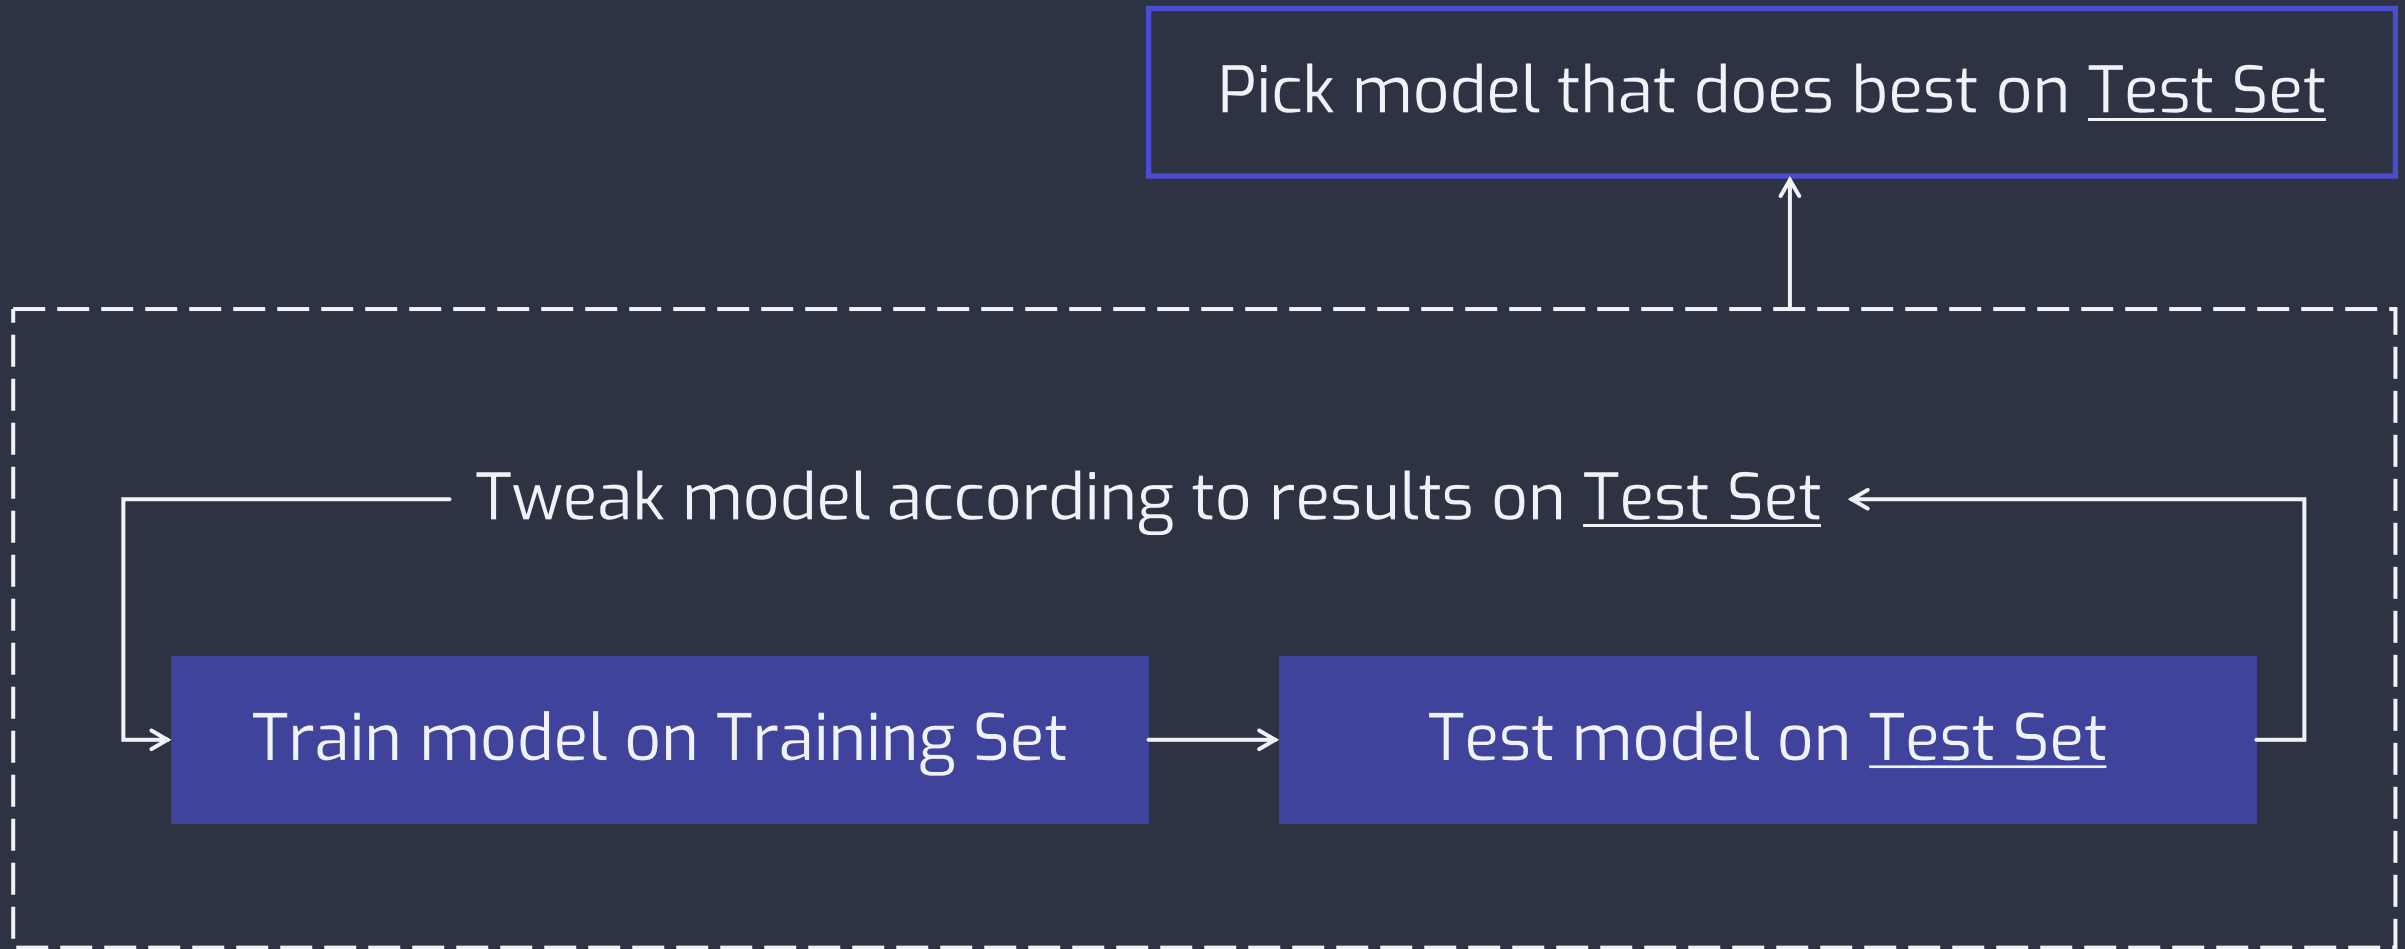 Pick model that does best on Test Set
Tweak model according to results on Test Set
Train model on Training Set
Test model on Test Set